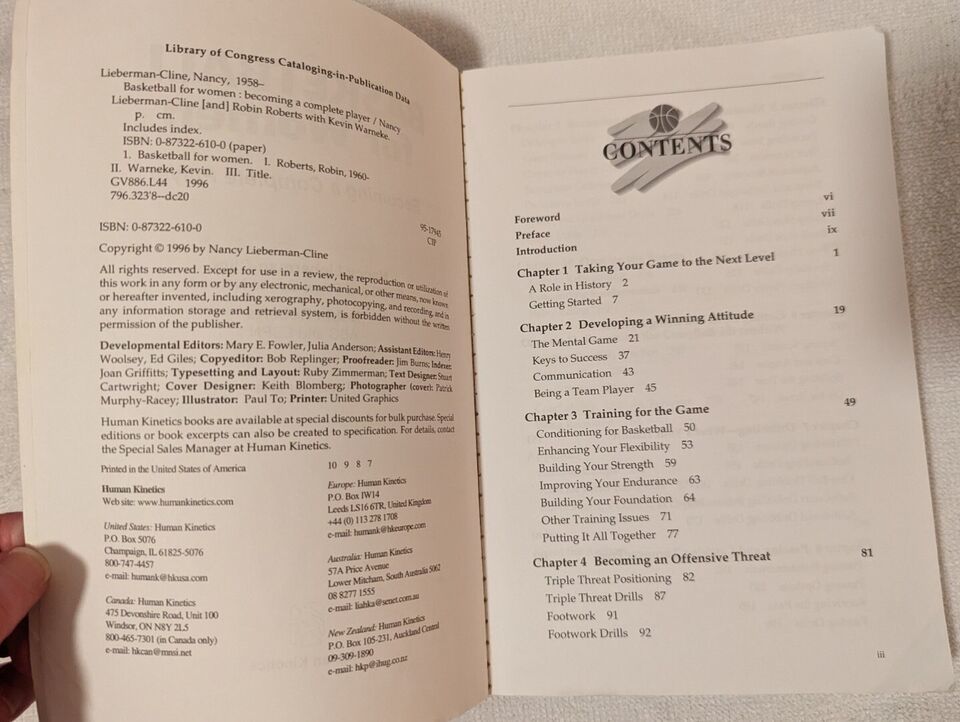 Library of Congress Cataloging-in-Publication Data
Lieberman-Cline, Nancy, 1958–
Basketball for women : becoming a complete player / Nancy
Lieberman-Cline [and] Robin Roberts with Kevin Warneke.
p. cm.
Includes index.
ISBN: 0-87322-610-0 (paper)
1. Basketball for women. I. Roberts, Robin, 1960-
II. Warneke, Kevin. III. Title.
GV886.L44 1996
796.323'8--dc20
95-17945
CIP
ISBN: 0-87322-610-0
Copyright © 1996 by Nancy Lieberman-Cline
All rights reserved. Except for use in a review, the reproduction or utilization of
this work in any form or by any electronic, mechanical, or other means, now known
or hereafter invented, including xerography, photocopying, and recording, and in
any information storage and retrieval system, is forbidden without the written
permission of the publisher.
Developmental Editors: Mary E. Fowler, Julia Anderson; Assistant Editors: Henry
Woolsey, Ed Giles; Copyeditor: Bob Replinger; Proofreader: Jim Burns; Indexer:
Joan Griffitts; Typesetting and Layout: Ruby Zimmerman; Text Designer: Stuart
Cartwright; Cover Designer: Keith Blomberg; Photographer (cover): Patrick
Murphy-Racey; Illustrator: Paul To; Printer: United Graphics
Human Kinetics books are available at special discounts for bulk purchase. Special
editions or book excerpts can also be created to specification. For details, contact
the Special Sales Manager at Human Kinetics.
Printed in the United States of America
10 9 8 7
Human Kinetics
Web site: www.humankinetics.com
United States: Human Kinetics
P.O. Box 5076
Champaign, IL 61825-5076
800-747-4457
e-mail: humank@hkusa.com
Canada: Human Kinetics
475 Devonshire Road, Unit 100
Windsor, ON N8Y 2L5
800-465-7301 (in Canada only)
e-mail: hkcan@mnsi.net
Europe: Human Kinetics
P.O. Box IW14
Leeds LS16 6TR, United Kingdom
+44 (0) 113 278 1708
e-mail: humank@hkeurope.com
Australia: Human Kinetics
57A Price Avenue
Lower Mitcham, South Australia 5062
08 8277 1555
e-mail: liahka@senet.com.au
New Zealand: Human Kinetics
P.O. Box 105-231, Auckland Central
09-309-1890
e-mail: hkp@ihug.co.nz
CONTENTS
Foreword vi
Preface vii
Introduction ix
Chapter 1 Taking Your Game to the Next Level 1
A Role in History 2
Getting Started 7
Chapter 2 Developing a Winning Attitude 19
The Mental Game 21
Keys to Success 37
Communication 43
Being a Team Player 45
Chapter 3 Training for the Game 49
Conditioning for Basketball 50
Enhancing Your Flexibility 53
Building Your Strength 59
Improving Your Endurance 63
Building Your Foundation 64
Other Training Issues 71
Putting It All Together 77
Chapter 4 Becoming an Offensive Threat 81
Triple Threat Positioning 82
Triple Threat Drills 87
Footwork 91
Footwork Drills 92
iii